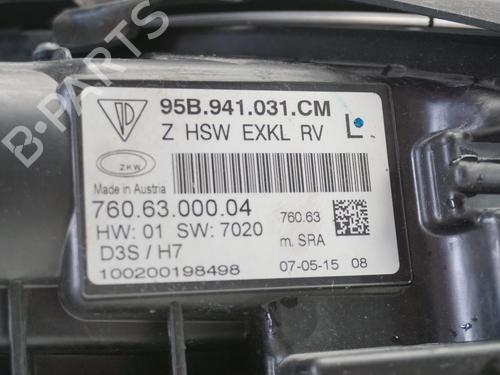 95B.941.031.CM
Z HSW EXKL RV L
ZKW
Made in Austria
760.63.000.04
760.63
HW: 01 SW: 7020
m. SRA
D3S / H7
100200198498
07-05-15 08
B PARTS